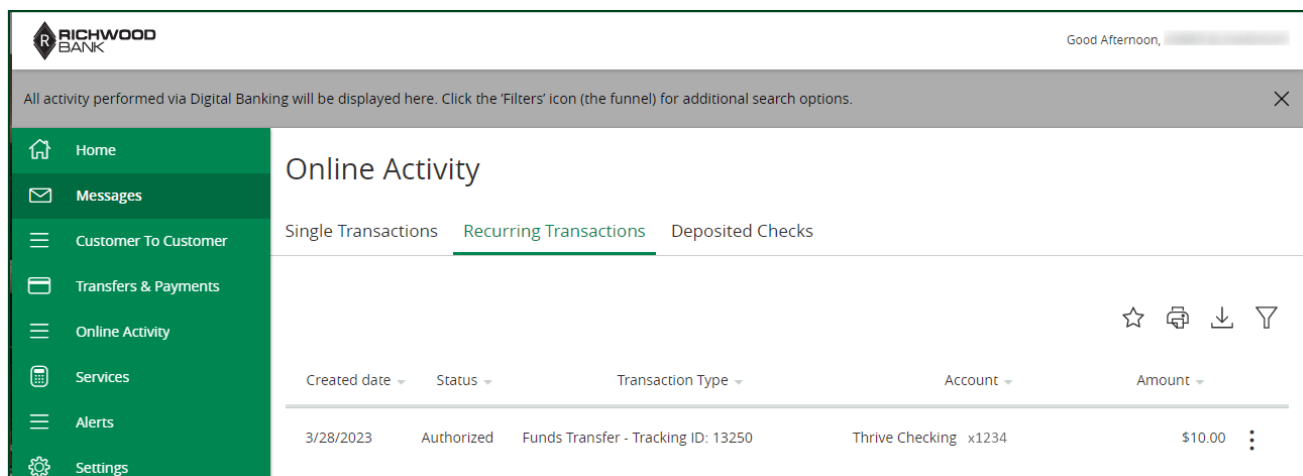 RICHWOOD
BANK
Good Afternoon,
All activity performed via Digital Banking will be displayed here. Click the ‘Filters’ icon (the funnel) for additional search options.
Home
Messages
Customer To Customer
Transfers & Payments
Online Activity
Services
Alerts
Settings
Online Activity
Single Transactions Recurring Transactions Deposited Checks
Created date Status Transaction Type Account Amount
3/28/2023 Authorized Funds Transfer - Tracking ID: 13250 Thrive Checking x1234 $10.00